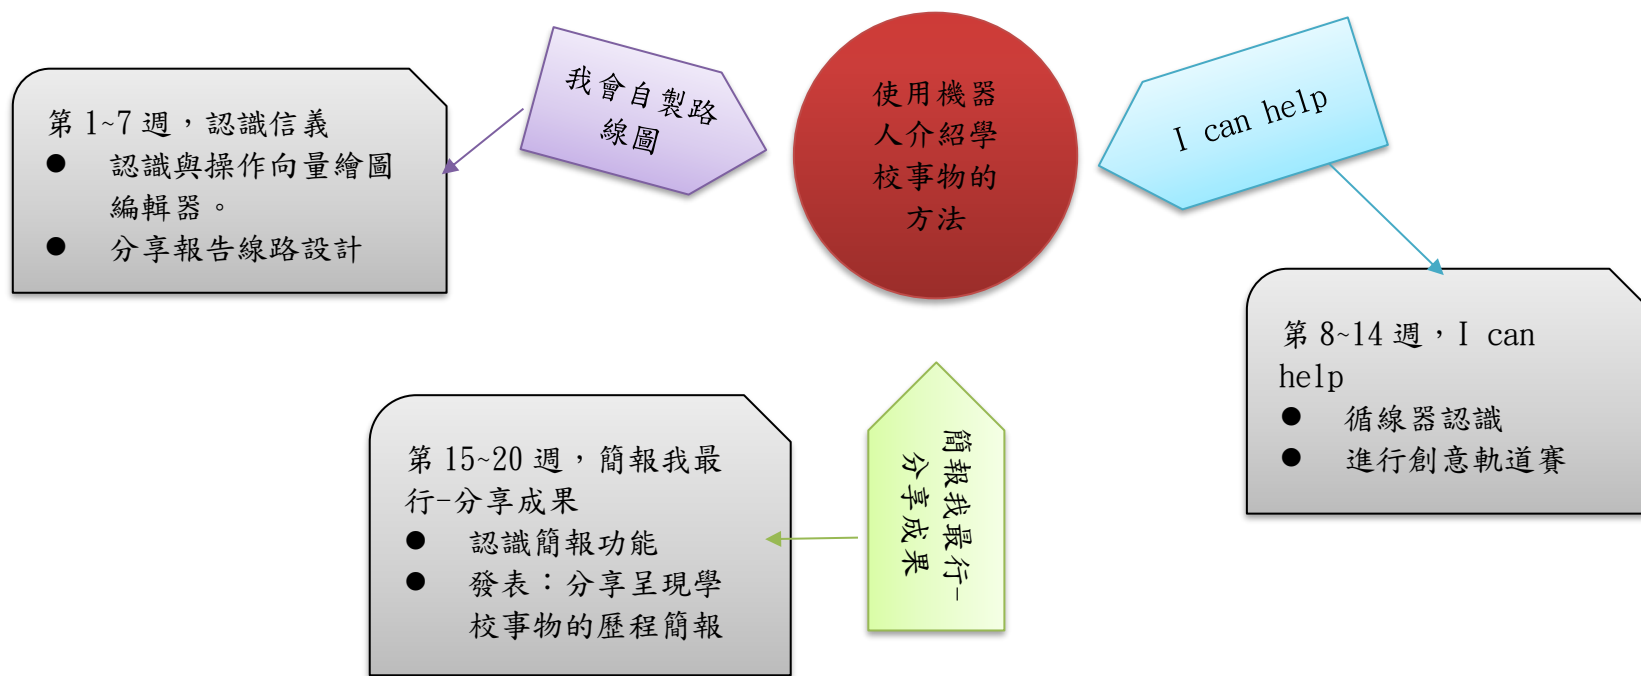 我會自製路
線圖
使用機器
人介紹學
校事物的
方法
I can help
第 1~7 週，認識信義
● 認識與操作向量繪圖
編輯器。
● 分享報告線路設計
第 8~14 週，I can
help
● 循線器認識
● 進行創意軌道賽
簡報我最行-
分享成果
第 15~20 週，簡報我最
行-分享成果
● 認識簡報功能
● 發表：分享呈現學
校事物的歷程簡報